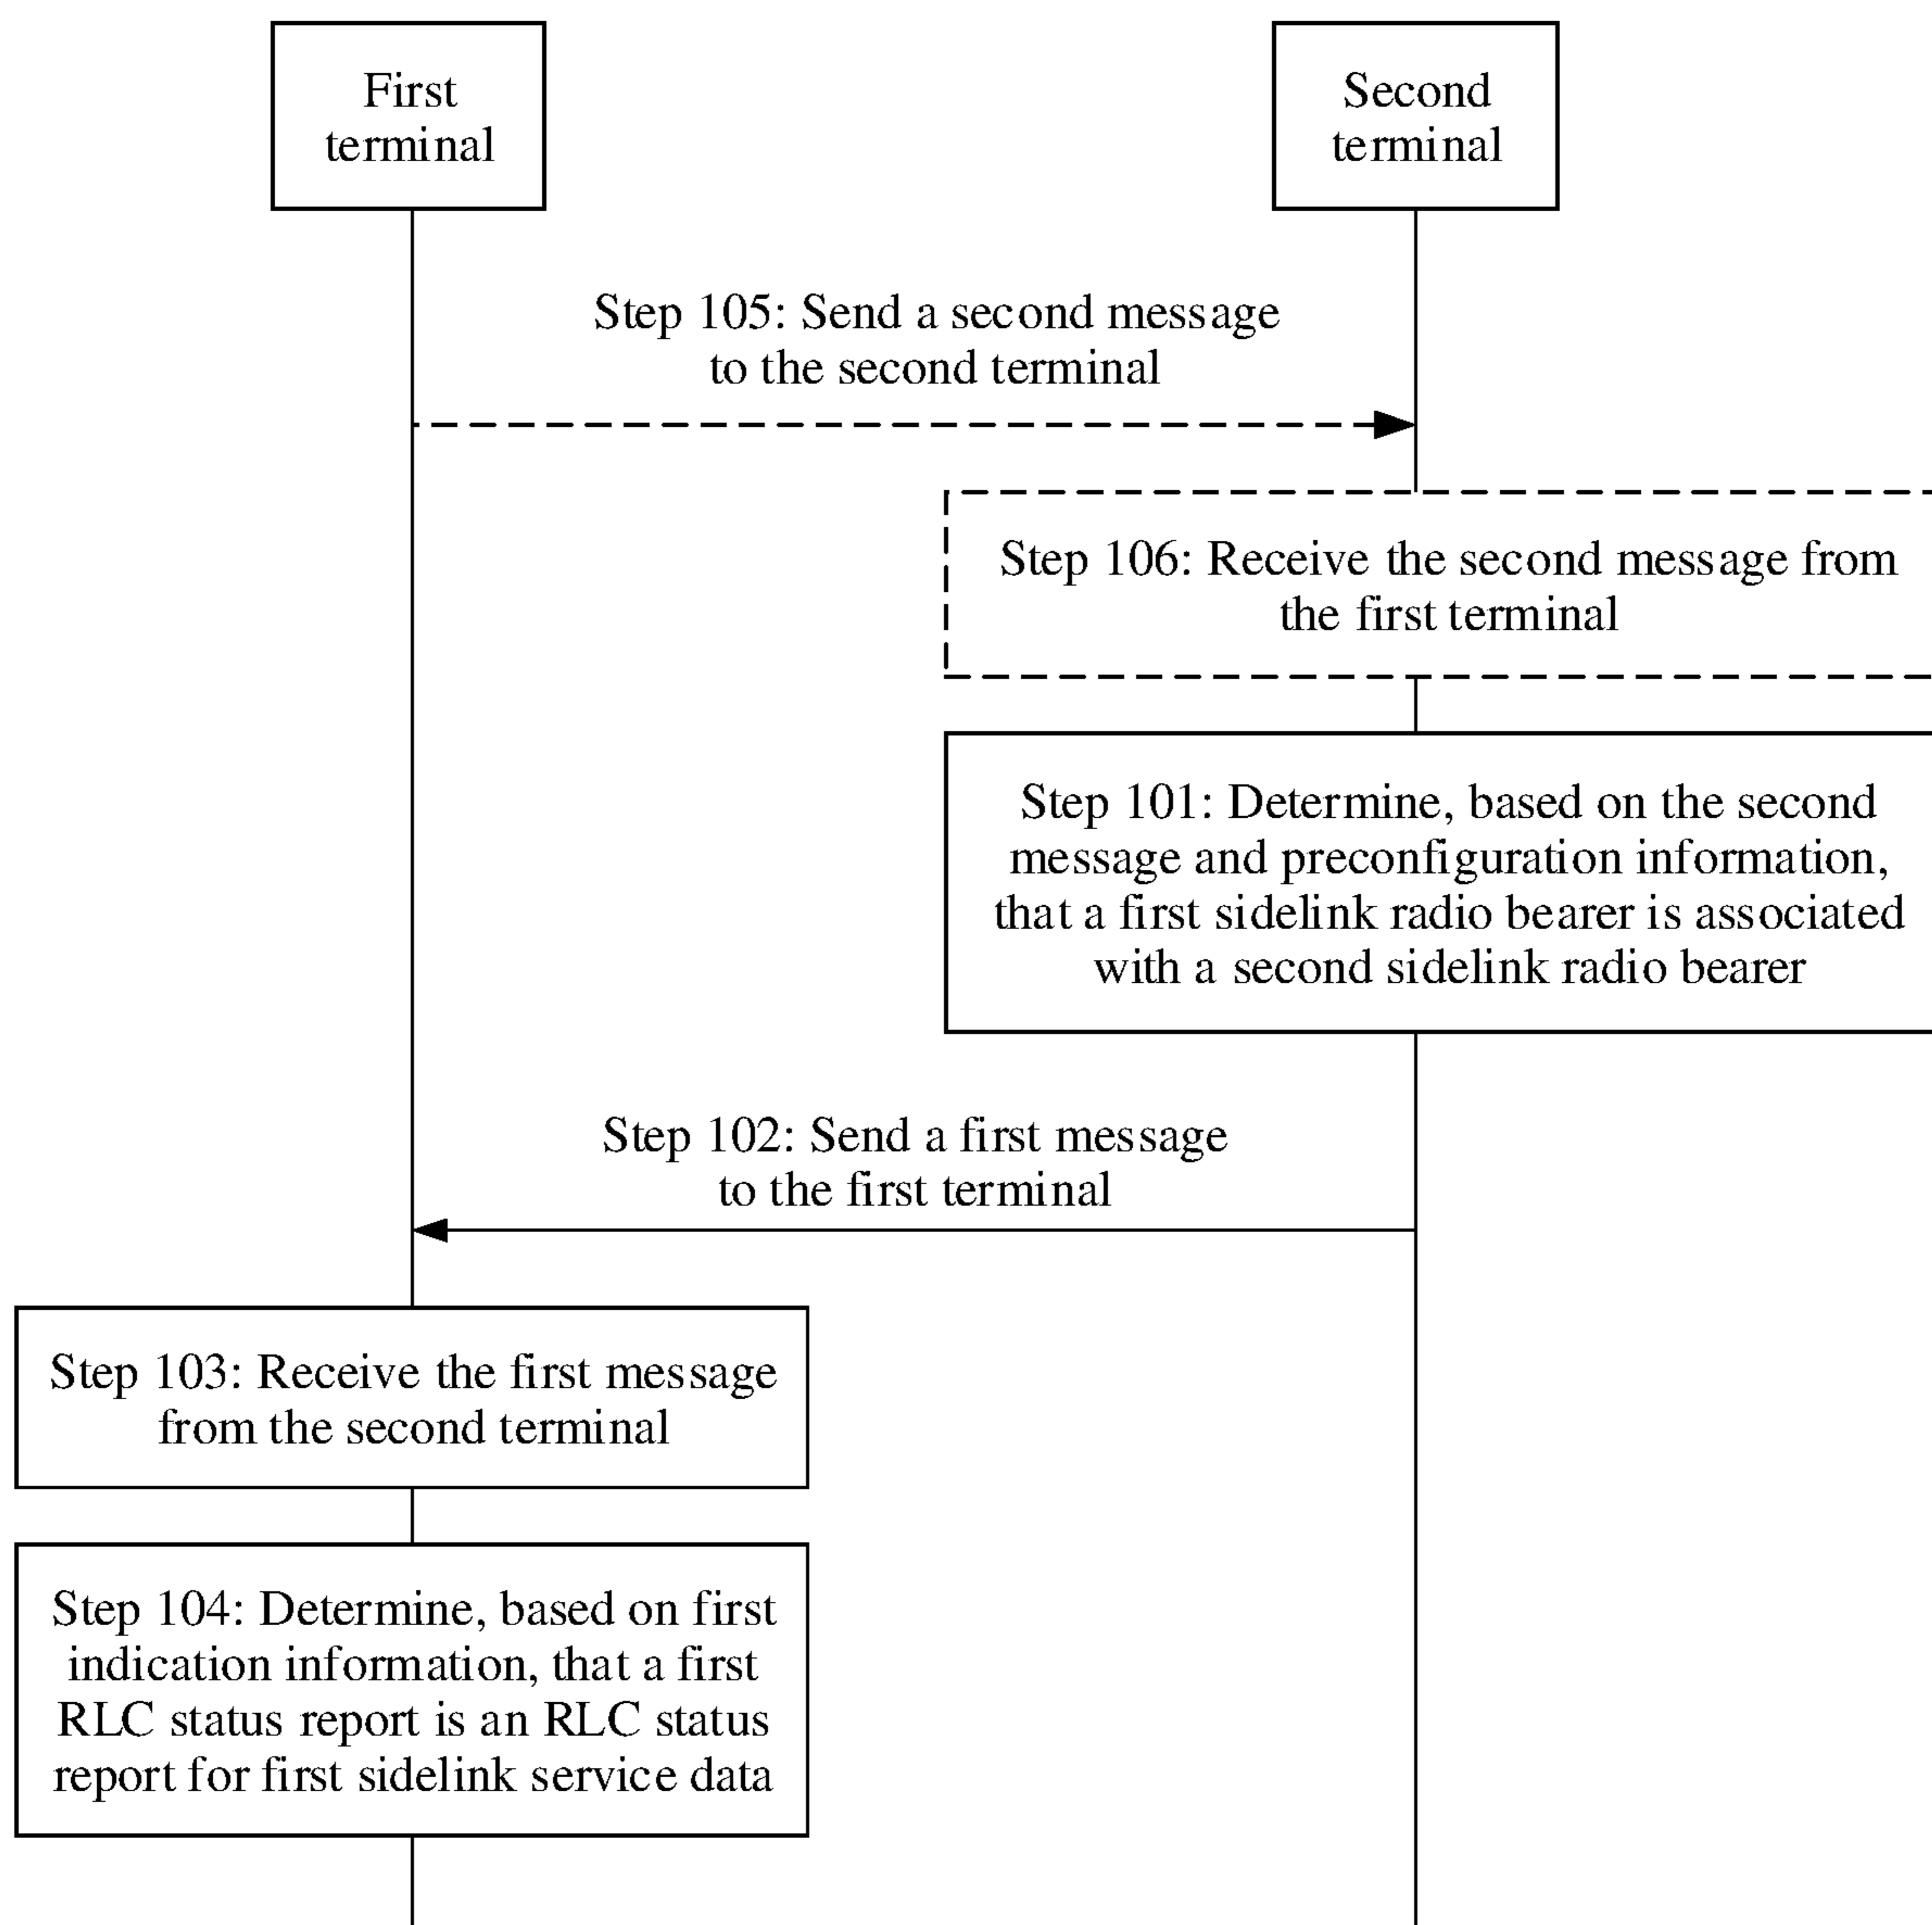 First
terminal
Second
terminal
Step 105: Send a second message
to the second terminal
Step 106: Receive the second message from
the first terminal
Step 101: Determine, based on the second
message and preconfiguration information,
that a first sidelink radio bearer is associated
with a second sidelink radio bearer
Step 102: Send a first message
to the first terminal
Step 103: Receive the first message
from the second terminal
Step 104: Determine, based on first
indication information, that a first
RLC status report is an RLC status
report for first sidelink service data